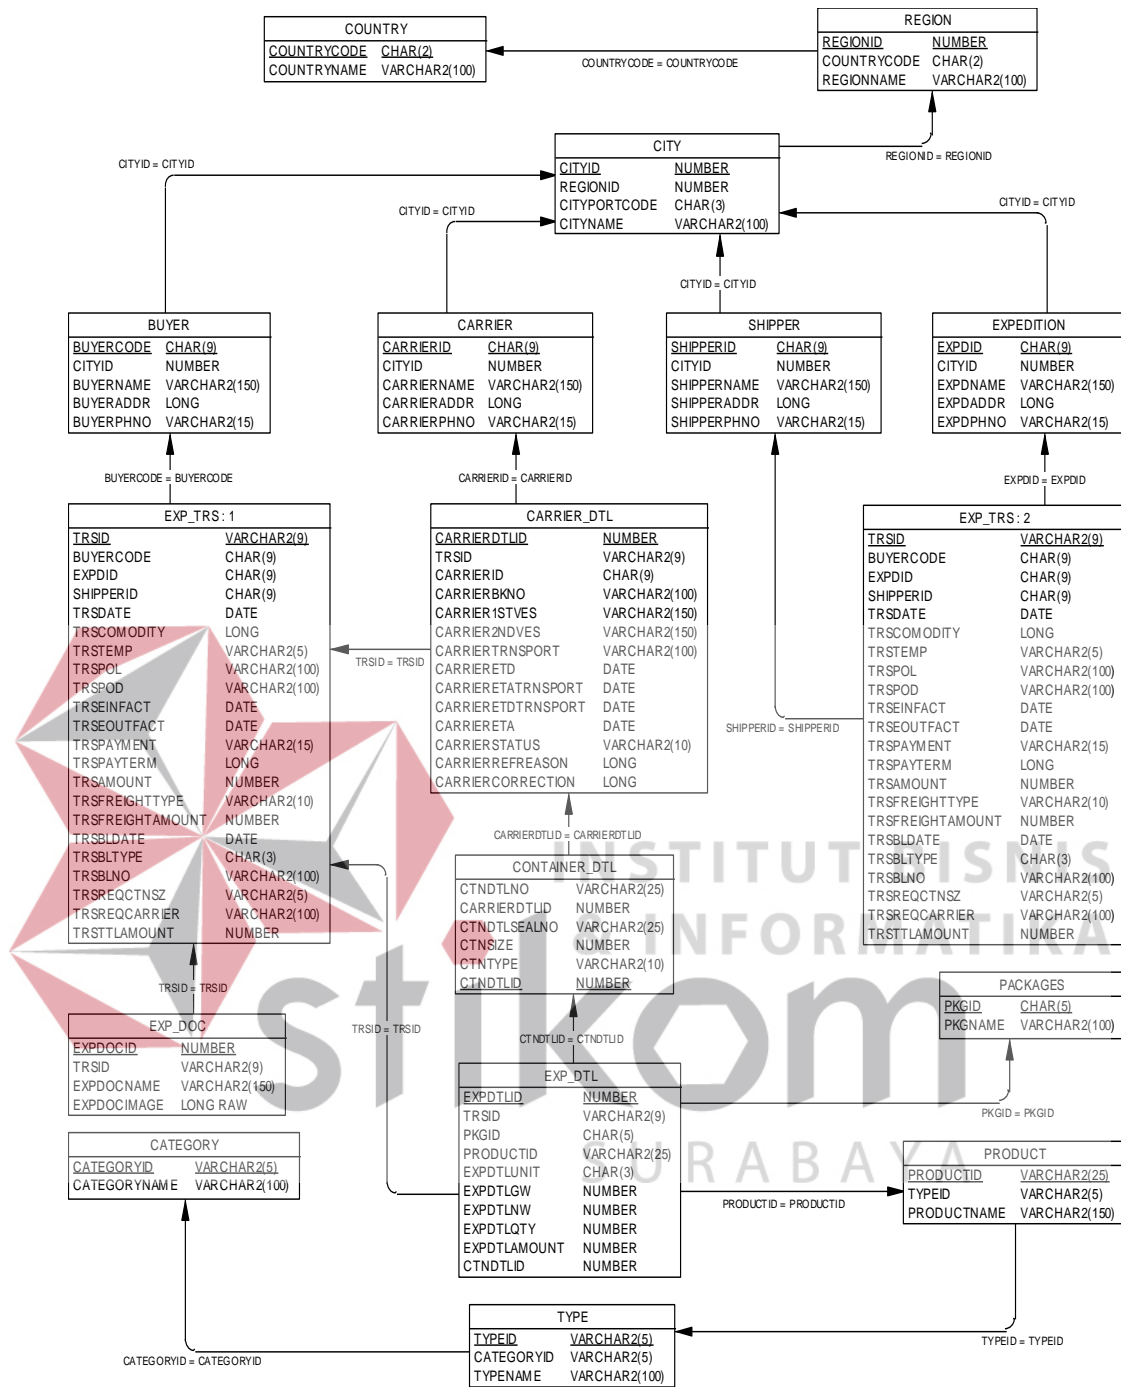 COUNTRY
COUNTRYCODE CHAR(2)
COUNTRYNAME VARCHAR2(100)
REGION
REGIONID NUMBER
COUNTRYCODE CHAR(2)
REGIONNAME VARCHAR2(100)
COUNTRYCODE = COUNTRYCODE
CITY
CITYID NUMBER
REGIONID NUMBER
CITYPORTCODE CHAR(3)
CITYNAME VARCHAR2(100)
REGIONID = REGIONID
CITYID = CITYID
CITYID = CITYID
CITYID = CITYID
CITYID = CITYID
BUYER
BUYERCODE CHAR(9)
CITYID NUMBER
BUYERNAME VARCHAR2(150)
BUYERADDR LONG
BUYERPHNO VARCHAR2(15)
CARRIER
CARRIERID CHAR(9)
CITYID NUMBER
CARRIERNAME VARCHAR2(150)
CARRIERADDR LONG
CARRIERPHNO VARCHAR2(15)
SHIPPER
SHIPPERID CHAR(9)
CITYID NUMBER
SHIPPERNAME VARCHAR2(150)
SHIPPERADDR LONG
SHIPPERPHNO VARCHAR2(15)
EXPEDITION
EXPDID CHAR(9)
CITYID NUMBER
EXPDNAME VARCHAR2(150)
EXPDADDR LONG
EXPDPHNO VARCHAR2(15)
BUYERCODE = BUYERCODE
CARRIERID = CARRIERID
EXPDID = EXPDID
EXP_TRS : 1
TRSID VARCHAR2(9)
BUYERCODE CHAR(9)
EXPDID CHAR(9)
SHIPPERID CHAR(9)
TRSDATE DATE
TRSCOMODITY LONG
TRSTEMP VARCHAR2(5)
TRSPOL VARCHAR2(100)
TRSPOD VARCHAR2(100)
TRSEINFACT DATE
TRSEOUTFACT DATE
TRSPAYMENT VARCHAR2(15)
TRSPAYTERM LONG
TRSAMOUNT NUMBER
TRSFREIGHTTYPE VARCHAR2(10)
TRSFREIGHTAMOUNT NUMBER
TRSBLDATE DATE
TRSBLTYPE CHAR(3)
TRSBLNO VARCHAR2(100)
TRSREQCTNSZ VARCHAR2(5)
TRSREQCARRIER VARCHAR2(100)
TRSTTLAMOUNT NUMBER
CARRIER_DTL
CARRIERDTLID NUMBER
TRSID VARCHAR2(9)
CARRIERID CHAR(9)
CARRIERBKNO VARCHAR2(100)
CARRIER1STVES VARCHAR2(150)
CARRIER2NDVES VARCHAR2(150)
CARRIERTRNSPORT VARCHAR2(100)
CARRIERETD DATE
CARRIERETATRNSPORT DATE
CARRIERETDTRNSPORT DATE
CARRIERETA DATE
CARRIERSTATUS VARCHAR2(10)
CARRIERREFREASON LONG
CARRIERCORRECTION LONG
EXP_TRS : 2
TRSID VARCHAR2(9)
BUYERCODE CHAR(9)
EXPDID CHAR(9)
SHIPPERID CHAR(9)
TRSDATE DATE
TRSCOMODITY LONG
TRSTEMP VARCHAR2(5)
TRSPOL VARCHAR2(100)
TRSPOD VARCHAR2(100)
TRSEINFACT DATE
TRSEOUTFACT DATE
TRSPAYMENT VARCHAR2(15)
TRSPAYTERM LONG
TRSAMOUNT NUMBER
TRSFREIGHTTYPE VARCHAR2(10)
TRSFREIGHTAMOUNT NUMBER
TRSBLDATE DATE
TRSBLTYPE CHAR(3)
TRSBLNO VARCHAR2(100)
TRSREQCTNSZ VARCHAR2(5)
TRSREQCARRIER VARCHAR2(100)
TRSTTLAMOUNT NUMBER
TRSID = TRSID
SHIPPERID = SHIPPERID
CARRIERDTLID = CARRIERDTLID
CONTAINER_DTL
CTNDTLNO VARCHAR2(25)
CARRIERDTLID NUMBER
CTNDTLSEALNO VARCHAR2(25)
CTNSIZE NUMBER
CTNTYPE VARCHAR2(10)
CTNDTLID NUMBER
INSTITUT BISNIS
& INFORMATIKA
stikom
SURABAYA
PACKAGES
PKGID CHAR(5)
PKGNAME VARCHAR2(100)
TRSID = TRSID
EXP_DOC
EXPDOCID NUMBER
TRSID VARCHAR2(9)
EXPDOCNAME VARCHAR2(150)
EXPDOCIMAGE LONG RAW
TRSID = TRSID
CTNDTLID = CTNDTLID
EXP_DTL
EXPDTLID NUMBER
TRSID VARCHAR2(9)
PKGID CHAR(5)
PRODUCTID VARCHAR2(25)
EXPDTLUNIT CHAR(3)
EXPDTLGW NUMBER
EXPDTLNW NUMBER
EXPDTLQTY NUMBER
EXPDTLAMOUNT NUMBER
CTNDTLID NUMBER
PKGID = PKGID
CATEGORY
CATEGORYID VARCHAR2(5)
CATEGORYNAME VARCHAR2(100)
PRODUCT
PRODUCTID VARCHAR2(25)
TYPEID VARCHAR2(5)
PRODUCTNAME VARCHAR2(150)
PRODUCTID = PRODUCTID
TYPE
TYPEID VARCHAR2(5)
CATEGORYID VARCHAR2(5)
TYPENAME VARCHAR2(100)
CATEGORYID = CATEGORYID
TYPEID = TYPEID